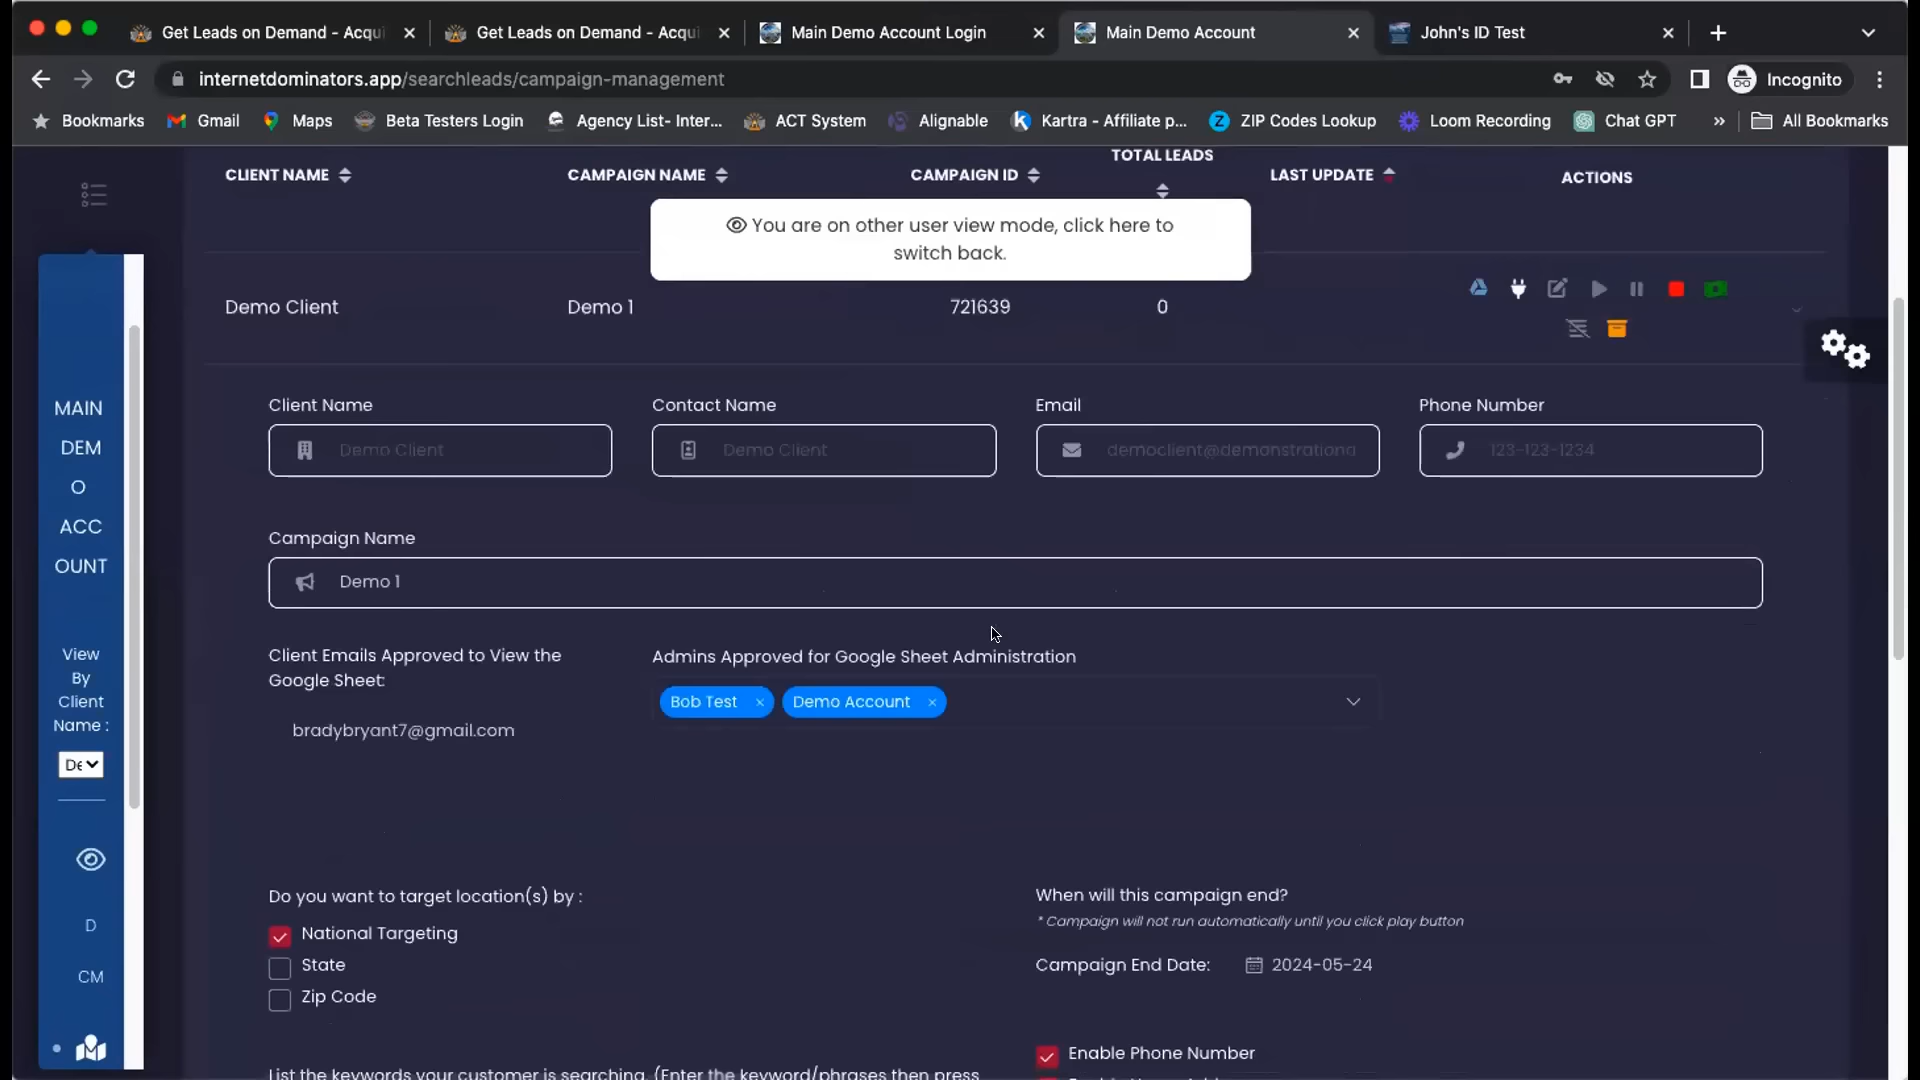 Get Leads on Demand - Acqui
Get Leads on Demand - Acqui
Main Demo Account Login
Main Demo Account
John's ID Test
internetdominators.app/searchleads/campaign-management
Incognito
Bookmarks
Gmail
Maps
Beta Testers Login
Agency List- Inter...
ACT System
Alignable
Kartra - Affiliate p...
ZIP Codes Lookup
Loom Recording
Chat GPT
»
All Bookmarks
CLIENT NAME
CAMPAIGN NAME
CAMPAIGN ID
TOTAL LEADS
LAST UPDATE
ACTIONS
You are on other user view mode, click here to
switch back.
Demo Client
Demo 1
721639
0
MAIN
DEM
O
ACC
OUNT
View
By
Client
Name :
De
D
CM
Client Name
Contact Name
Email
Phone Number
Demo Client
Demo Client
democlient@demonstrationa
123-123-1234
Campaign Name
Demo 1
Client Emails Approved to View the
Google Sheet:
bradybryant7@gmail.com
Admins Approved for Google Sheet Administration
Bob Test ×
Demo Account ×
Do you want to target location(s) by :
National Targeting
State
Zip Code
When will this campaign end?
* Campaign will not run automatically until you click play button
Campaign End Date:
2024-05-24
List the keywords your customer is searching. (Enter the keyword/phrases then press
Enable Phone Number